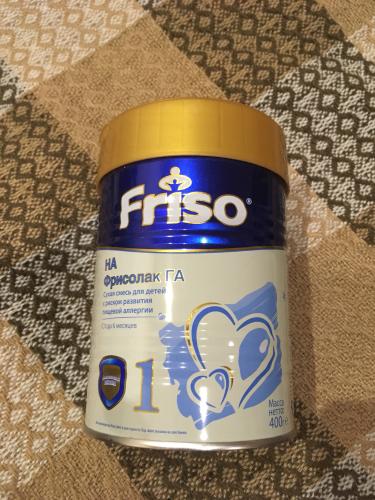 Friso®
HA
Фрисолак ГА
Сухая смесь для детей
с риском развития
пищевой аллергии
С 0 до 6 месяцев
1
Масса
нетто
400г